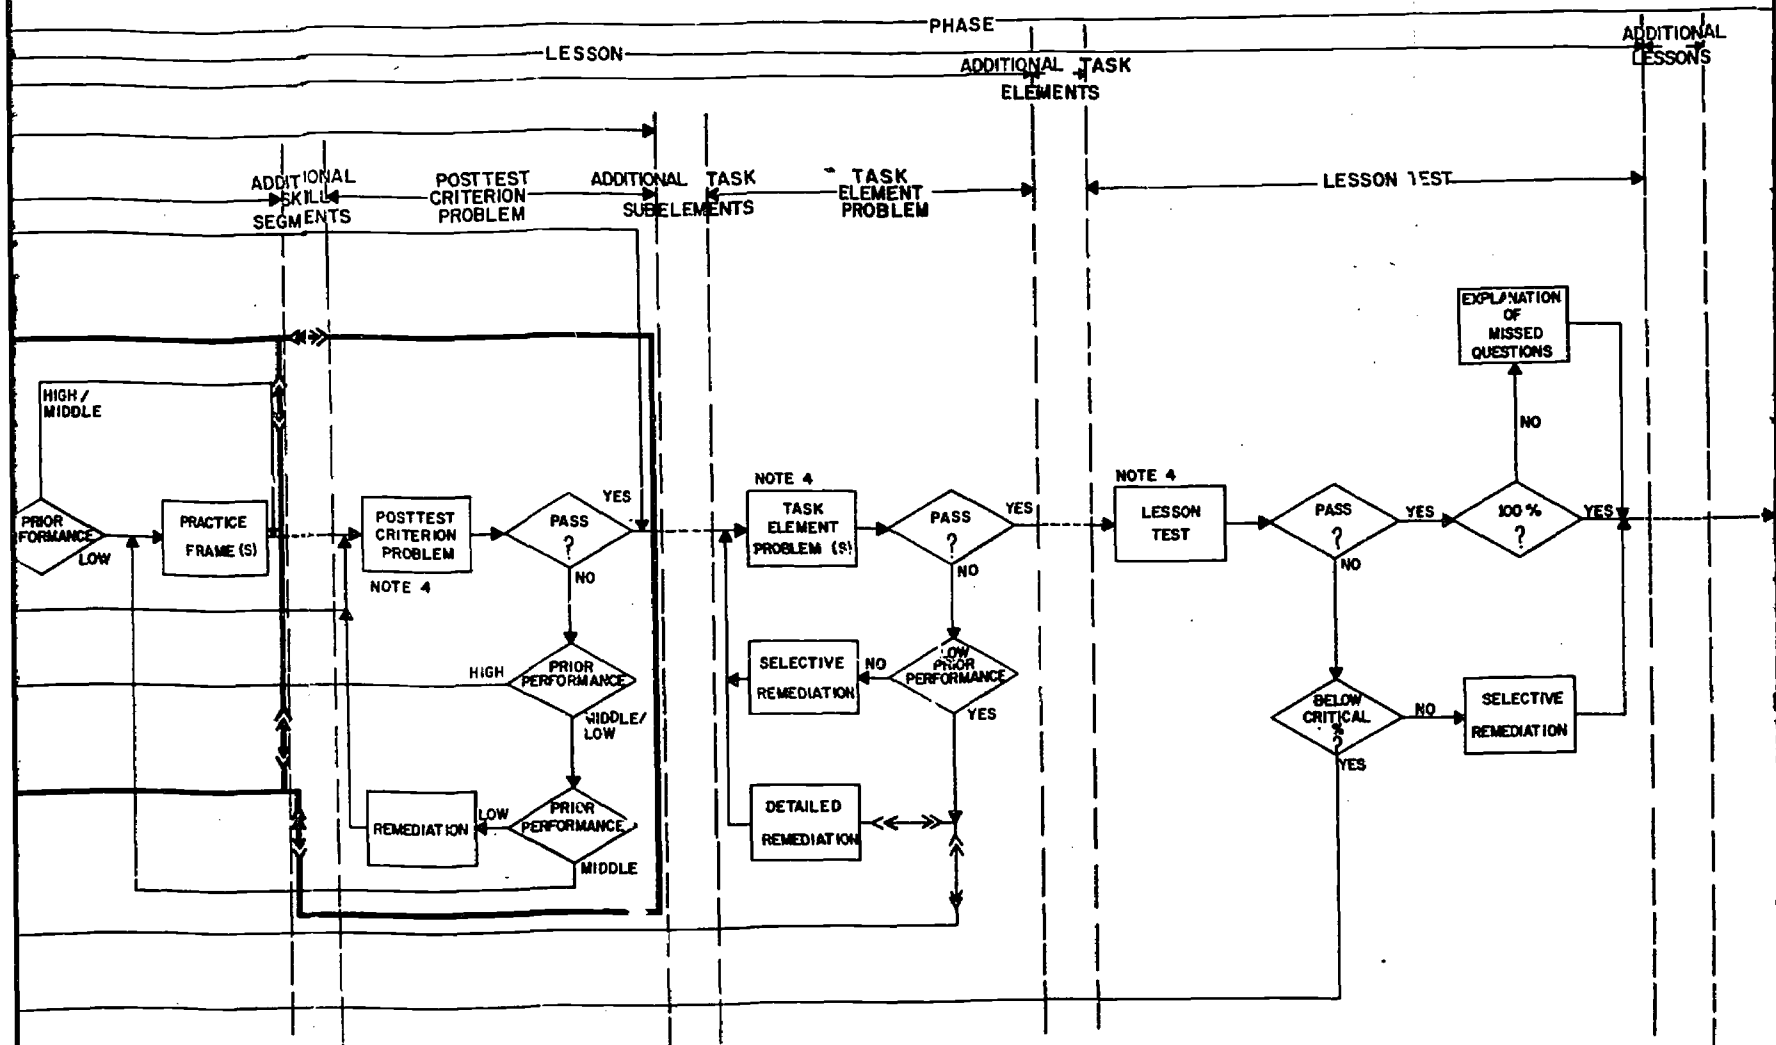 PHASE
LESSON
ADDITIONAL
LESSONS
ADDITIONAL TASK
ELEMENTS
ADDITIONAL
SKILL
SEGMENTS
POSTTEST
CRITERION
PROBLEM
ADDITIONAL TASK
SUBELEMENTS
TASK
ELEMENT
PROBLEM
LESSON TEST
HIGH/
MIDDLE
PRIOR
FORMANCE
LOW
PRACTICE
FRAME(S)
POSTTEST
CRITERION
PROBLEM
NOTE 4
PASS
?
YES
NO
PRIOR
PERFORMANCE
HIGH
MIDDLE/
LOW
PRIOR
PERFORMANCE
LOW
MIDDLE
REMEDIATION
NOTE 4
TASK
ELEMENT
PROBLEM (S)
PASS
?
YES
NO
LOW
PRIOR
PERFORMANCE
NO
YES
SELECTIVE
REMEDIATION
DETAILED
REMEDIATION
NOTE 4
LESSON
TEST
PASS
?
YES
NO
100 %
?
YES
NO
EXPLANATION
OF
MISSED
QUESTIONS
BELOW
CRITICAL
%
?
NO
YES
SELECTIVE
REMEDIATION